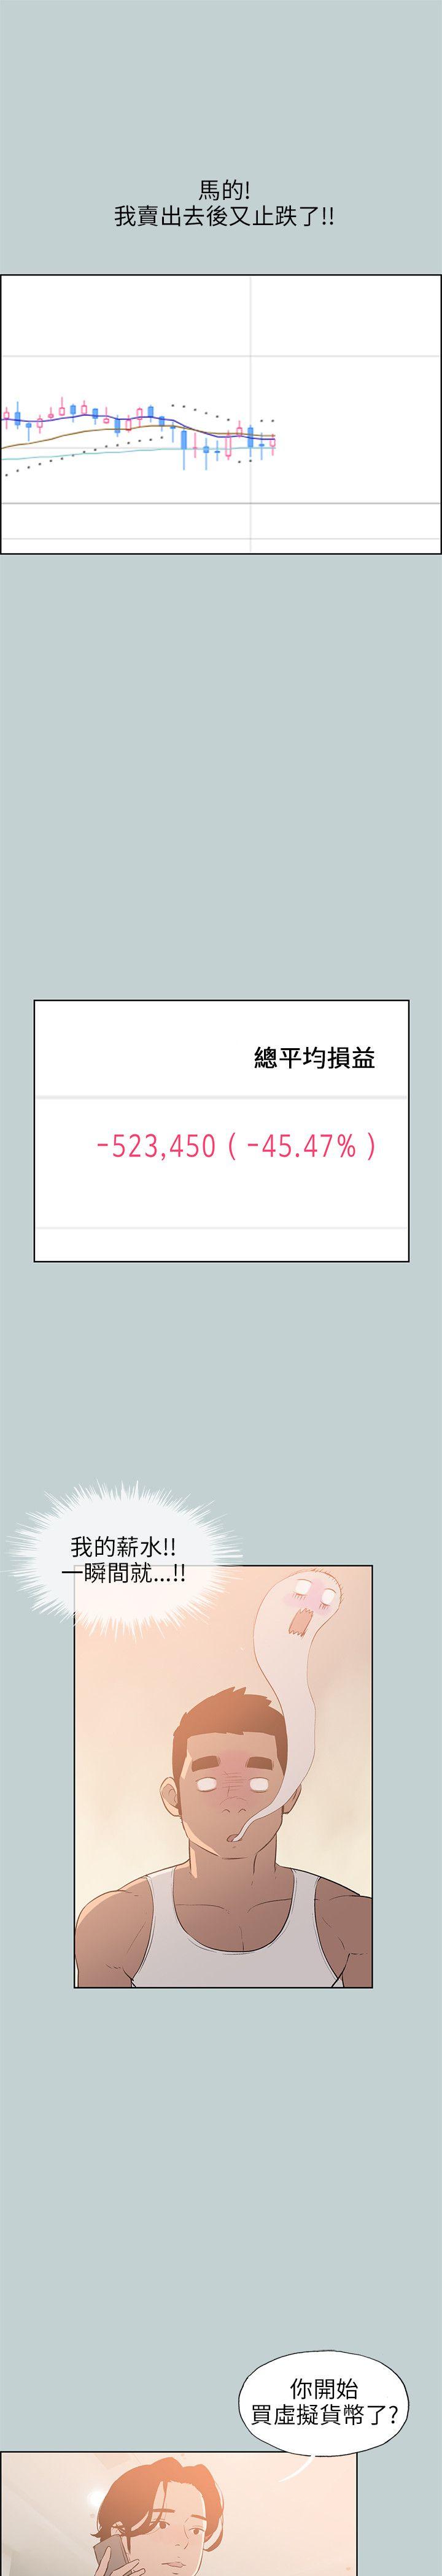 馬的!
我賣出去後又止跌了!!
總平均損益
-523,450 ( -45.47% )
我的薪水!!
一瞬間就...!!
你開始
買虛擬貨幣了?